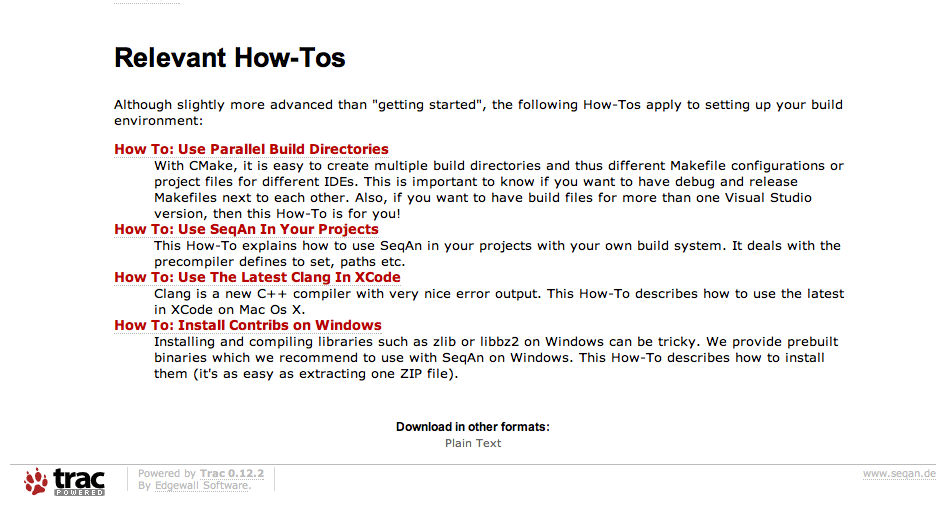 Relevant How-Tos
Although slightly more advanced than "getting started", the following How-Tos apply to setting up your build
environment:
How To: Use Parallel Build Directories
With CMake, it is easy to create multiple build directories and thus different Makefile configurations or
project files for different IDEs. This is important to know if you want to have debug and release
Makefiles next to each other. Also, if you want to have build files for more than one Visual Studio
version, then this How-To is for you!
How To: Use SeqAn In Your Projects
This How-To explains how to use SeqAn in your projects with your own build system. It deals with the
precompiler defines to set, paths etc.
How To: Use The Latest Clang In XCode
Clang is a new C++ compiler with very nice error output. This How-To describes how to use the latest
in XCode on Mac Os X.
How To: Install Contribs on Windows
Installing and compiling libraries such as zlib or libbz2 on Windows can be tricky. We provide prebuilt
binaries which we recommend to use with SeqAn on Windows. This How-To describes how to install
them (it's as easy as extracting one ZIP file).
Download in other formats:
Plain Text
trac
POWERED
Powered by Trac 0.12.2
By Edgewall Software.
www.seqan.de